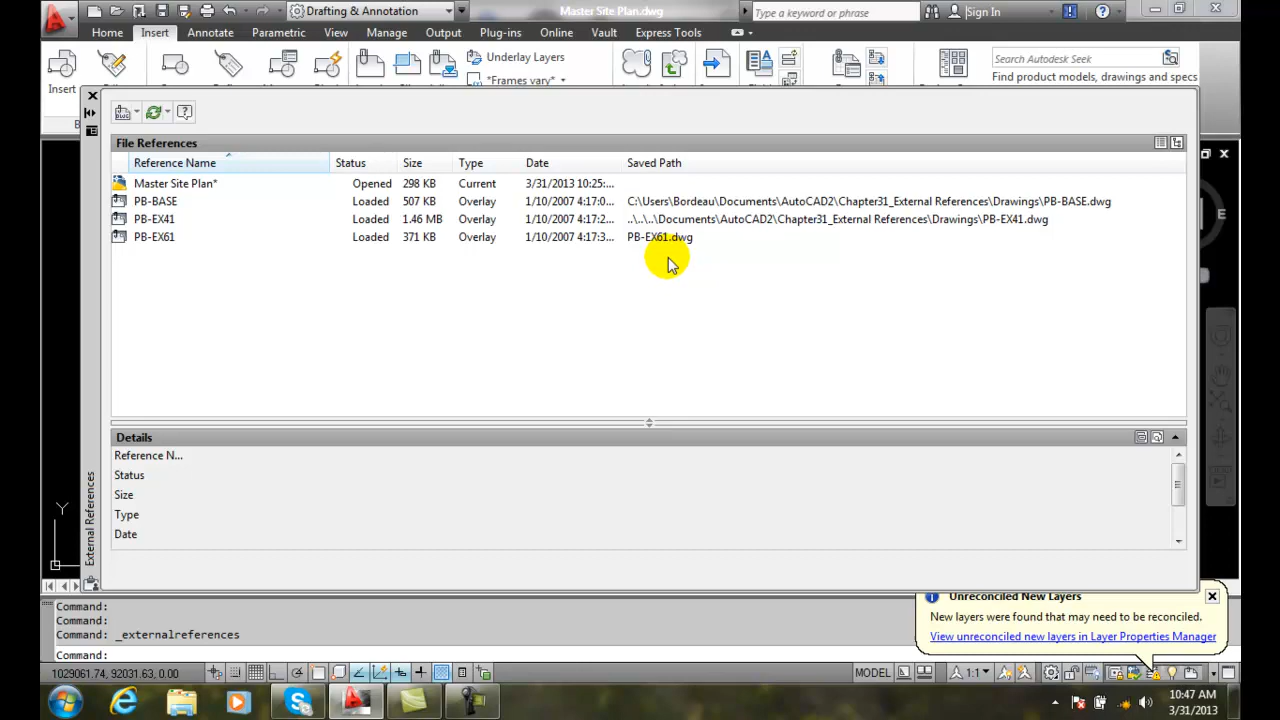 Drafting & Annotation
Master Site Plan.dwg
Type a keyword or phrase
Sign In
Home Insert Annotate Parametric View Manage Output Plug-ins Online Vault Express Tools
Underlay Layers
*Frames vary*
Insert
Search Autodesk
Find product models, drawings and specs
File References
Reference Name Status Size Type Date Saved Path
Master Site Plan* Opened 298 KB Current 3/31/2013 10:25:...
PB-BASE Loaded 507 KB Overlay 1/10/2007 4:17:0... C:\Users\Bordeau\Documents\AutoCAD2\Chapter31_External References\Drawings\PB-BASE.dwg
PB-EX41 Loaded 1.46 MB Overlay 1/10/2007 4:17:2... ..\..\..\Documents\AutoCAD2\Chapter31_External References\Drawings\PB-EX41.dwg
PB-EX61 Loaded 371 KB Overlay 1/10/2007 4:17:3... PB-EX61.dwg
Details
Reference N...
Status
Size
Type
Date
External References
Y
E
Unreconciled New Layers
New layers were found that may need to be reconciled.
View unreconciled new layers in Layer Properties Manager
Command:
Command:
Command: _externalreferences
Command:
1029061.74, 92031.63, 0.00
MODEL
1:1
10:47 AM
3/31/2013